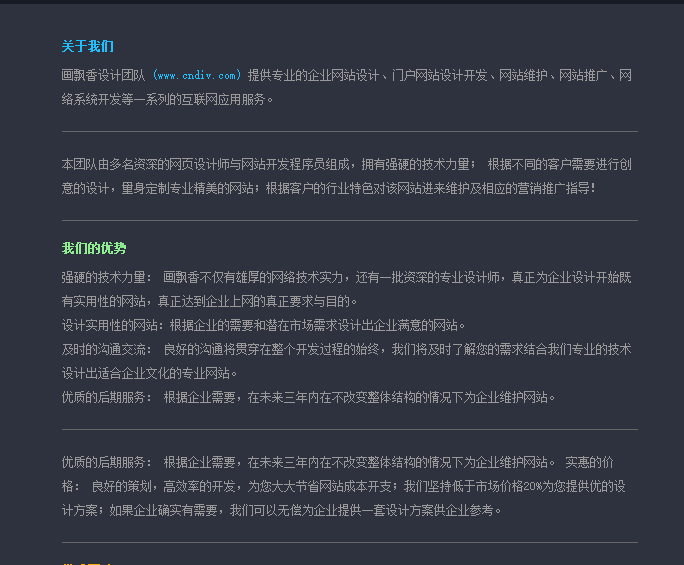 关于我们
画飘香设计团队 (www.cndiv.com) 提供专业的企业网站设计、门户网站设计开发、网站维护、网站推广、网
络系统开发等一系列的互联网应用服务。
本团队由多名资深的网页设计师与网站开发程序员组成，拥有强硬的技术力量； 根据不同的客户需要进行创
意的设计，量身定制专业精美的网站；根据客户的行业特色对该网站进来维护及相应的营销推广指导！
我们的优势
强硬的技术力量： 画飘香不仅有雄厚的网络技术实力，还有一批资深的专业设计师，真正为企业设计开始既
有实用性的网站，真正达到企业上网的真正要求与目的。
设计实用性的网站：根据企业的需要和潜在市场需求设计出企业满意的网站。
及时的沟通交流： 良好的沟通将贯穿在整个开发过程的始终，我们将及时了解您的需求结合我们专业的技术
设计出适合企业文化的专业网站。
优质的后期服务： 根据企业需要，在未来三年内在不改变整体结构的情况下为企业维护网站。
优质的后期服务： 根据企业需要，在未来三年内在不改变整体结构的情况下为企业维护网站。 实惠的价
格： 良好的策划，高效率的开发，为您大大节省网站成本开支；我们坚持低于市场价格20%为您提供优的设
计方案；如果企业确实有需要，我们可以无偿为企业提供一套设计方案供企业参考。